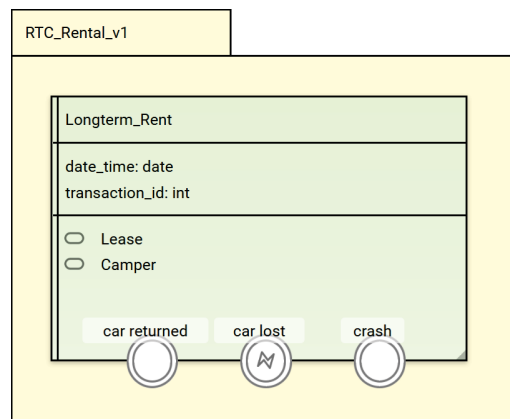 RTC_Rental_v1
Longterm_Rent
date_time: date
transaction_id: int
Lease
Camper
car returned car lost crash